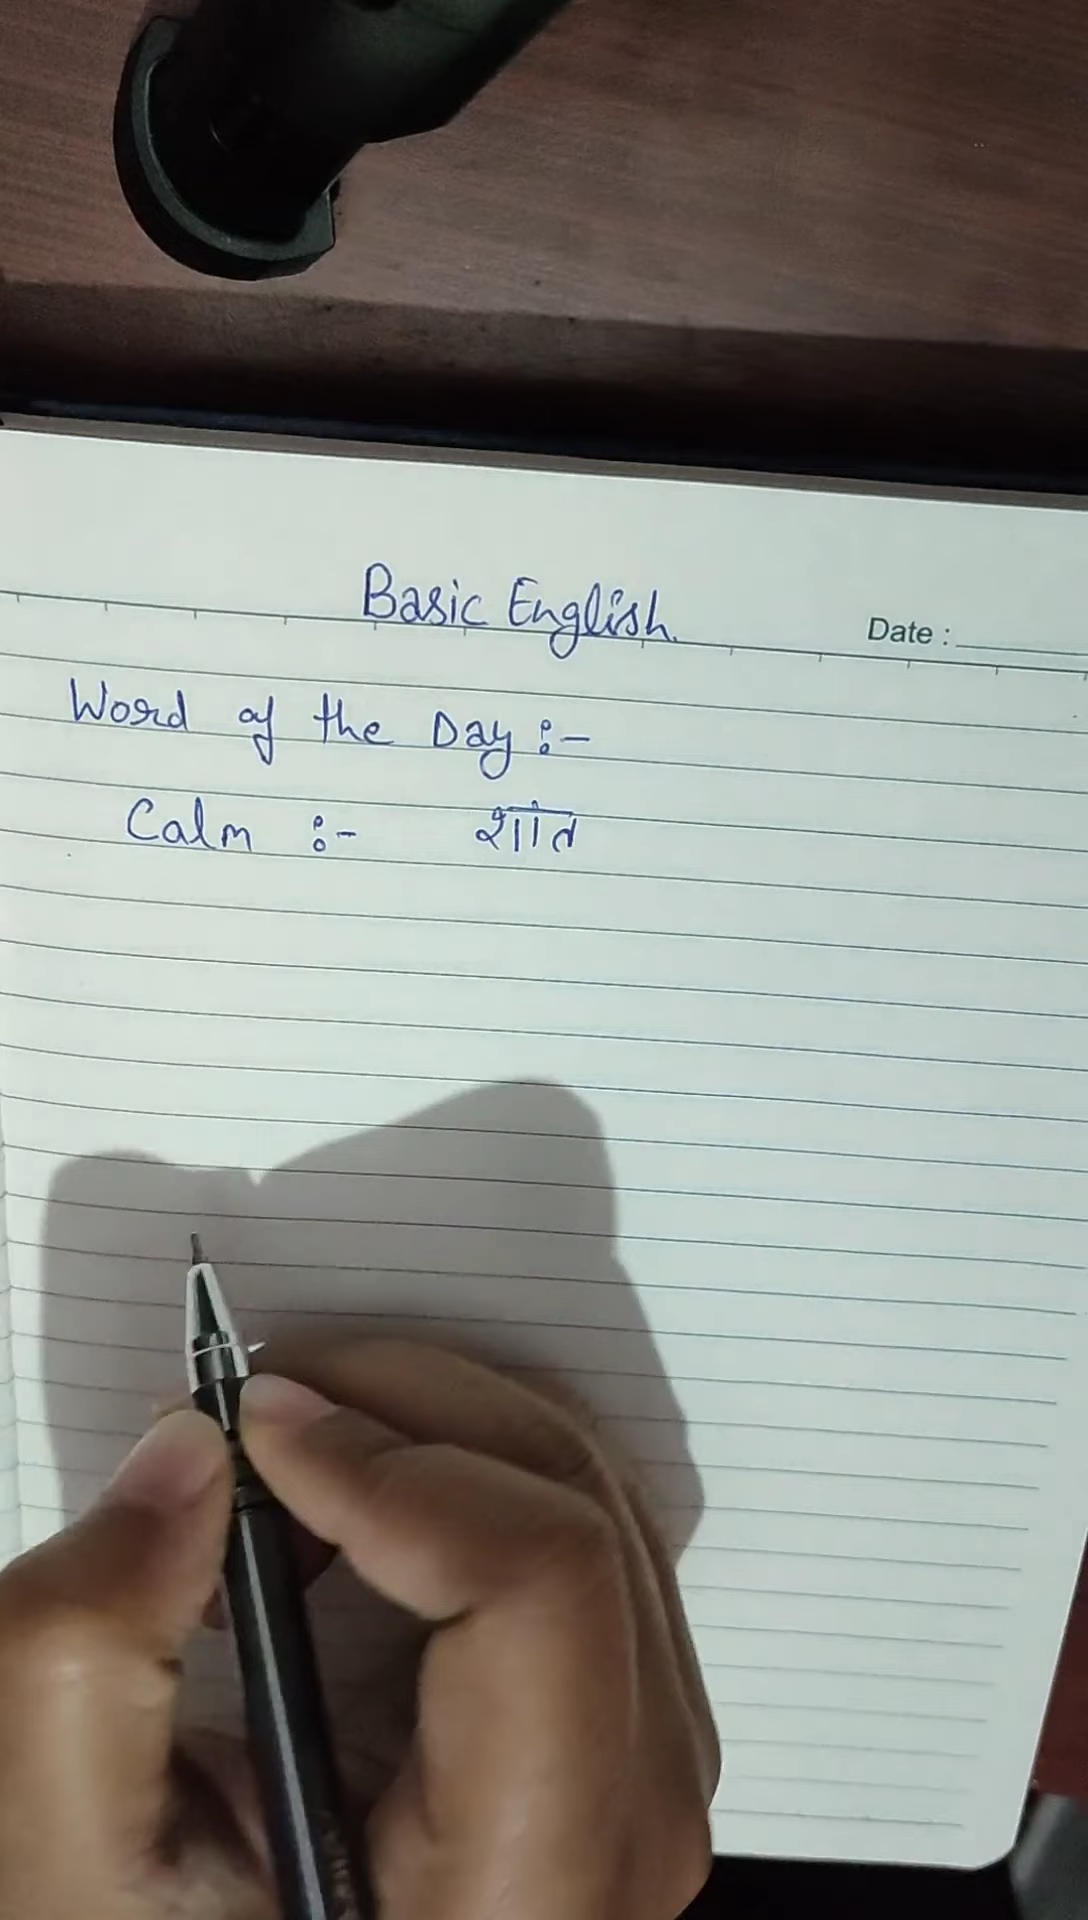 Basic English.
Date :
Word of the Day :-
Calm :- शांत